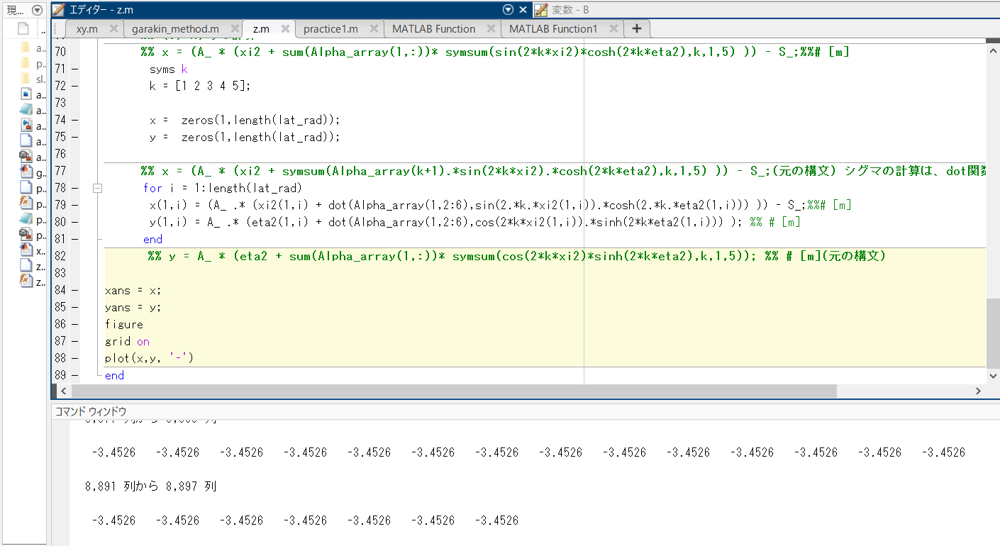 現...
エディター - z.m
変数 - B
xy.m
garakin_method.m
z.m
practice1.m
MATLAB Function
MATLAB Function1
+
..
a..
p..
sl.
a..
a..
a..
a..
a..
g..
p..
p..
p..
p..
x..
z..
z..
70 %% x = (A_ * (xi2 + sum(Alpha_array(1,:))* symsum(sin(2*k*xi2)*cosh(2*k*eta2),k,1,5) )) - S_;%%# [m]
71 – syms k
72 – k = [1 2 3 4 5];
73
74 – x =  zeros(1,length(lat_rad));
75 – y =  zeros(1,length(lat_rad));
76
77 %% x = (A_ * (xi2 + symsum(Alpha_array(k+1).*sin(2*k*xi2).*cosh(2*k*eta2),k,1,5) )) - S_;(元の構文) シグマの計算は、dot関数
78 – for i = 1:length(lat_rad)
79 – x(1,i) = (A_ .* (xi2(1,i) + dot(Alpha_array(1,2:6),sin(2.*k.*xi2(1,i)).*cosh(2.*k.*eta2(1,i))) )) - S_;%%# [m]
80 – y(1,i) = A_ .* (eta2(1,i) + dot(Alpha_array(1,2:6),cos(2*k*xi2(1,i)).*sinh(2*k*eta2(1,i))) ); %% # [m]
81 – end
82 %% y = A_ * (eta2 + sum(Alpha_array(1,:))* symsum(cos(2*k*xi2)*sinh(2*k*eta2),k,1,5)); %% # [m](元の構文)
83
84 – xans = x;
85 – yans = y;
86 – figure
87 – grid on
88 – plot(x,y, '-')
89 – end
コマンド ウィンドウ
-3.4526 -3.4526 -3.4526 -3.4526 -3.4526 -3.4526 -3.4526 -3.4526 -3.4526 -3.4526 -3.4526 -3.4526 -3.4526 -3.4526
8,891 列から 8,897 列
-3.4526 -3.4526 -3.4526 -3.4526 -3.4526 -3.4526 -3.4526